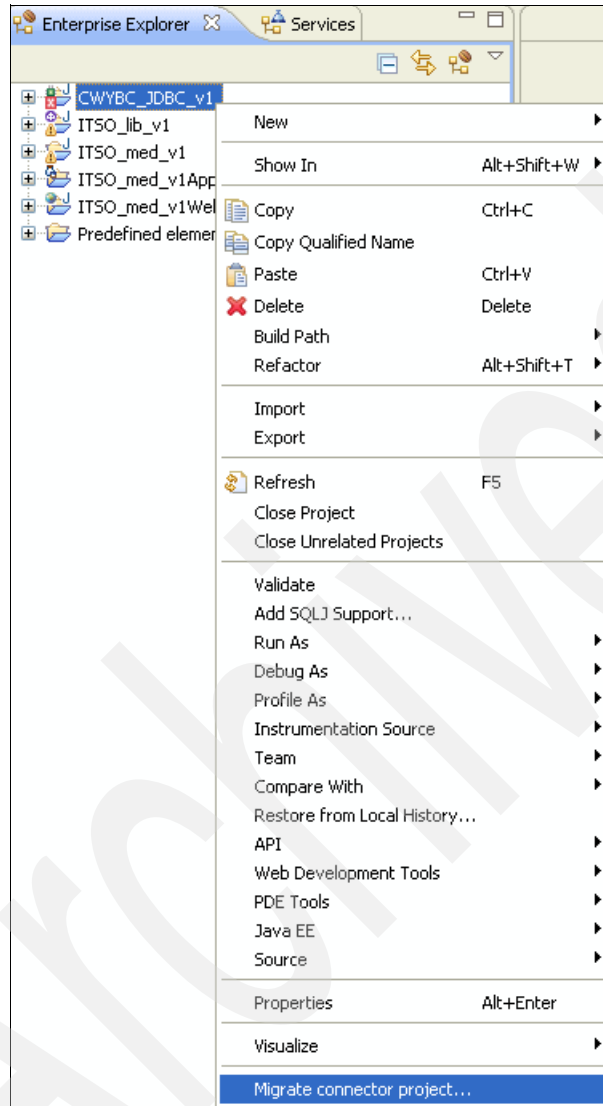 Enterprise Explorer Services
CWYBC_JDBC_v1
ITSO_lib_v1
ITSO_med_v1
ITSO_med_v1App
ITSO_med_v1Wel
Predefined elemer
New
Show In Alt+Shift+W
Copy Ctrl+C
Copy Qualified Name
Paste Ctrl+V
Delete Delete
Build Path
Refactor Alt+Shift+T
Import
Export
Refresh F5
Close Project
Close Unrelated Projects
Validate
Add SQLJ Support...
Run As
Debug As
Profile As
Instrumentation Source
Team
Compare With
Restore from Local History...
API
Web Development Tools
PDE Tools
Java EE
Source
Properties Alt+Enter
Visualize
Migrate connector project...